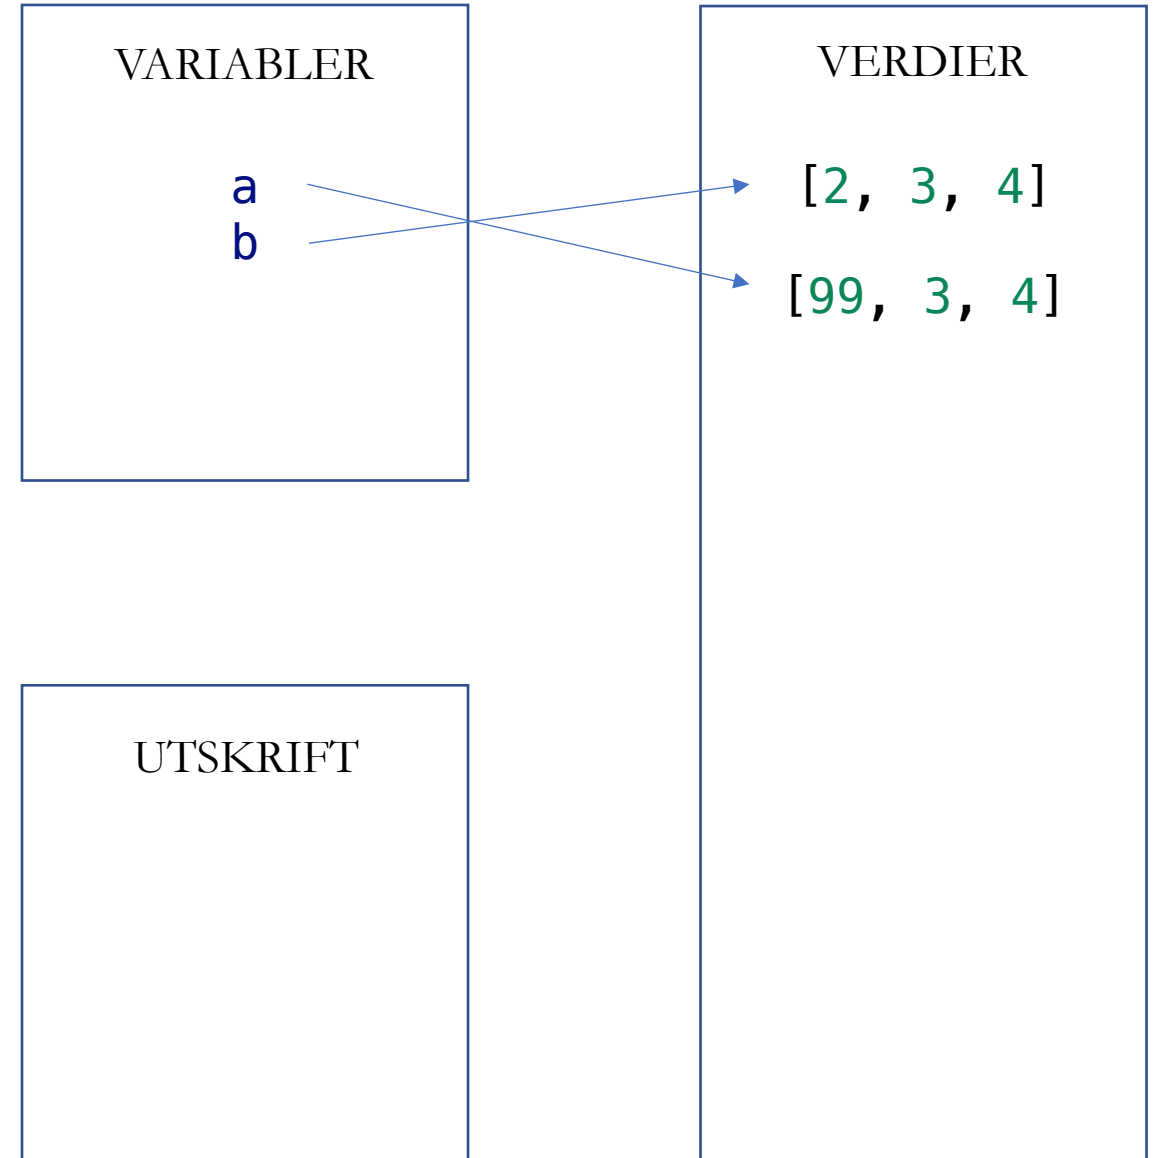 VARIABLER
a
b
VERDIER
[2, 3, 4]
[99, 3, 4]
UTSKRIFT